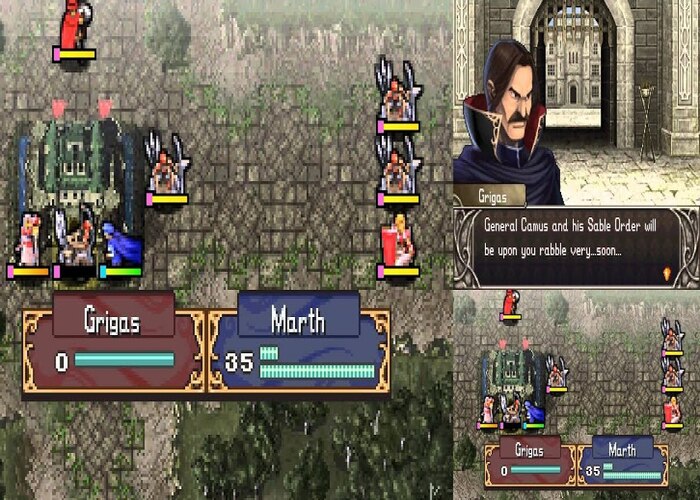 Grigas
Marth
0
35
Grigas
General Camus and his Sable Order will
be upon you rabble very...soon...
Grigas
Marth
0
35